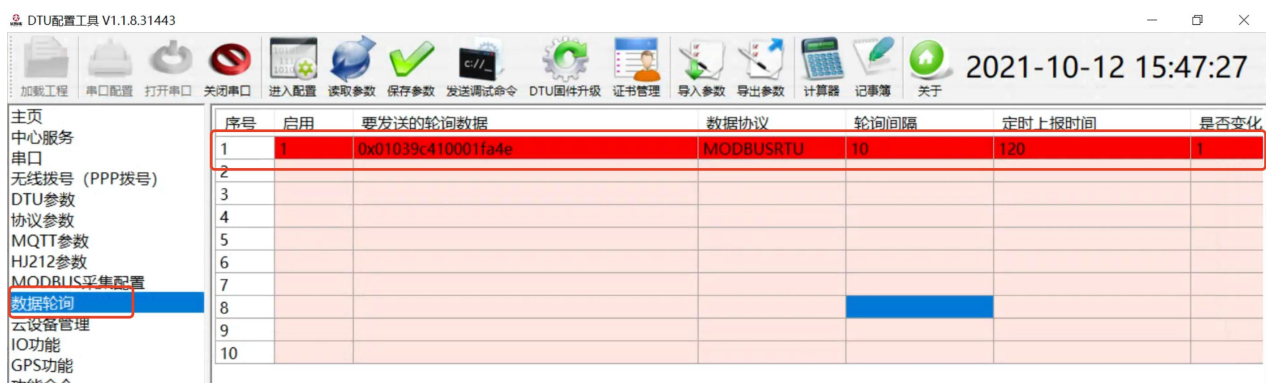 DTU配置工具 V1.1.8.31443
加载工程 串口配置 打开串口 关闭串口 进入配置 读取参数 保存参数 发送调试命令 DTU固件升级 证书管理 导入参数 导出参数 计算器 记事簿 关于 2021-10-12 15:47:27
主页
中心服务
串口
无线拨号（PPP拨号）
DTU参数
协议参数
MQTT参数
HJ212参数
MODBUS采集配置
数据轮询
云设备管理
IO功能
GPS功能
序号 启用 要发送的轮询数据 数据协议 轮询间隔 定时上报时间 是否变化
1 1 0x01039c410001fa4e MODBUSRTU 10 120 1
2
3
4
5
6
7
8
9
10